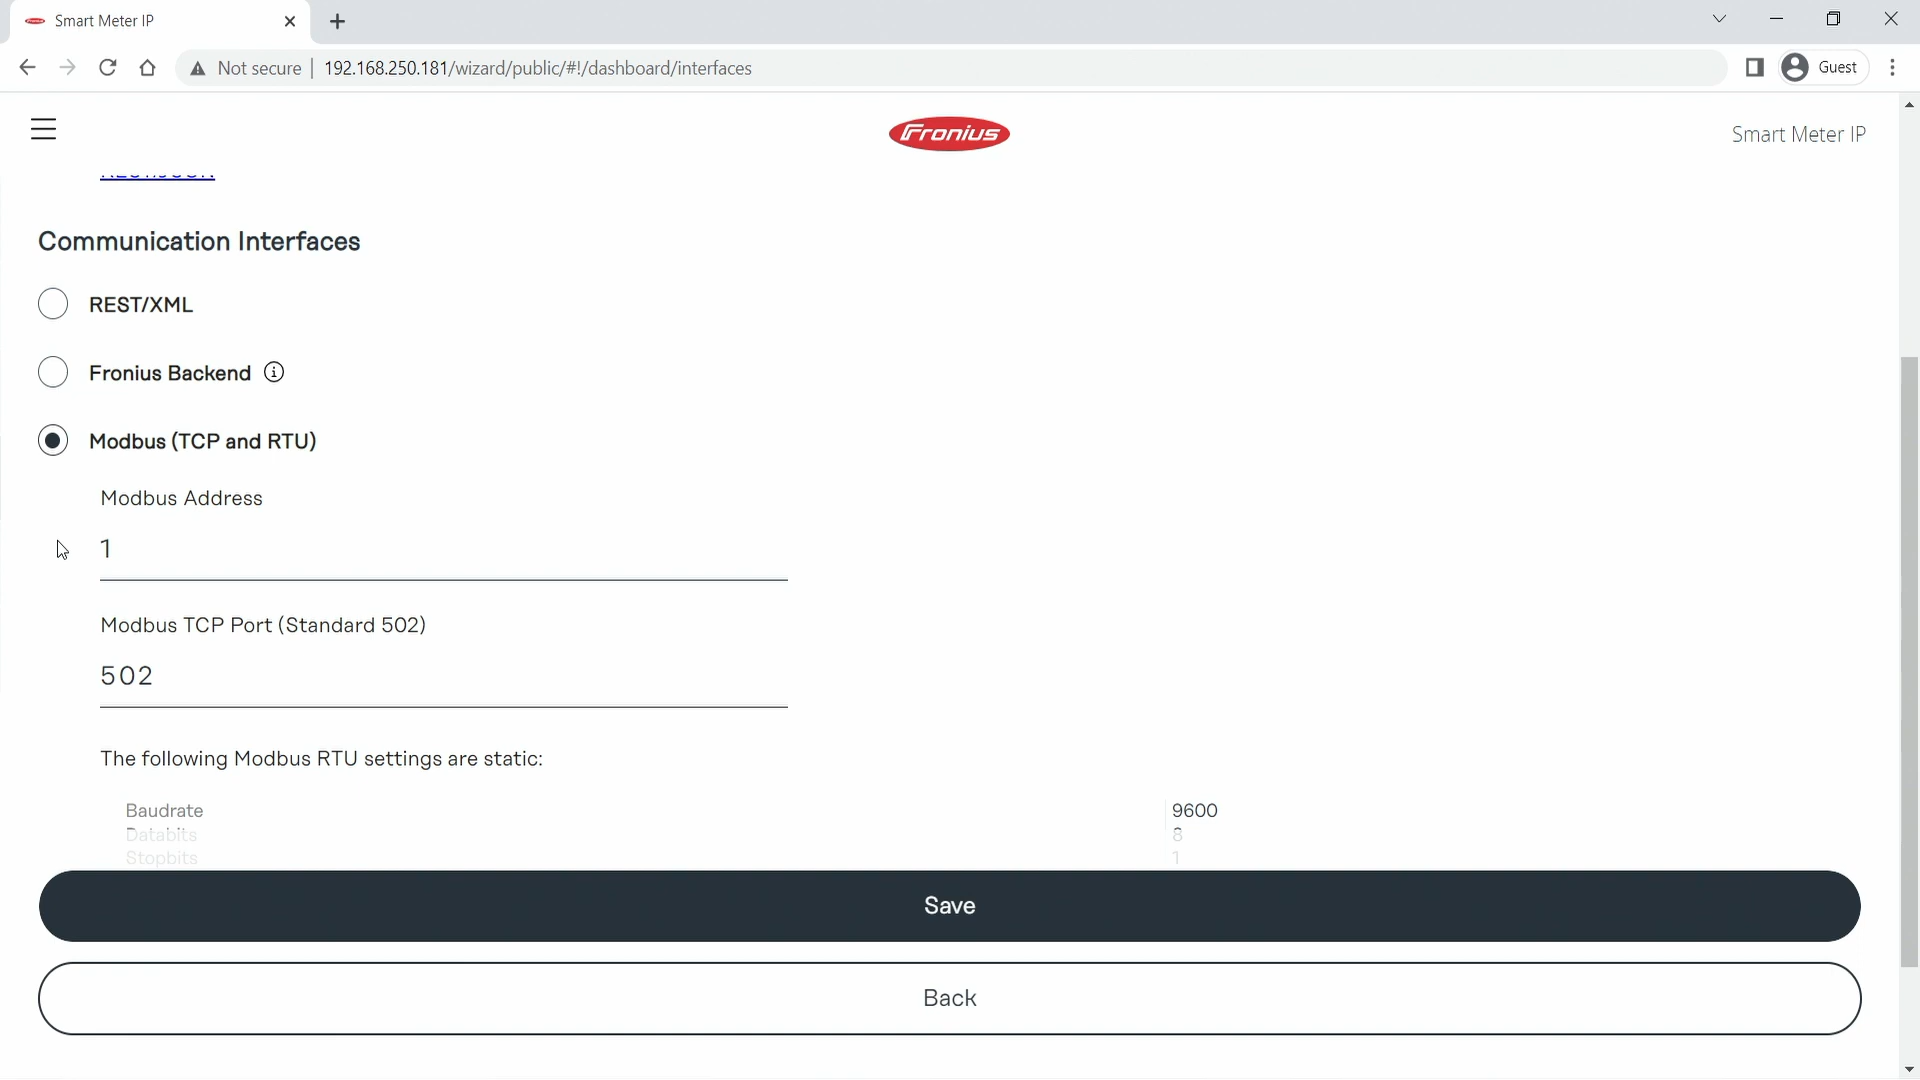 Smart Meter IP
Not secure | 192.168.250.181/wizard/public/#!/dashboard/interfaces
Guest
Fronius
Smart Meter IP
Communication Interfaces
REST/XML
Fronius Backend
Modbus (TCP and RTU)
Modbus Address
1
Modbus TCP Port (Standard 502)
502
The following Modbus RTU settings are static:
Baudrate 9600
Databits 8
Stopbits 1
Save
Back